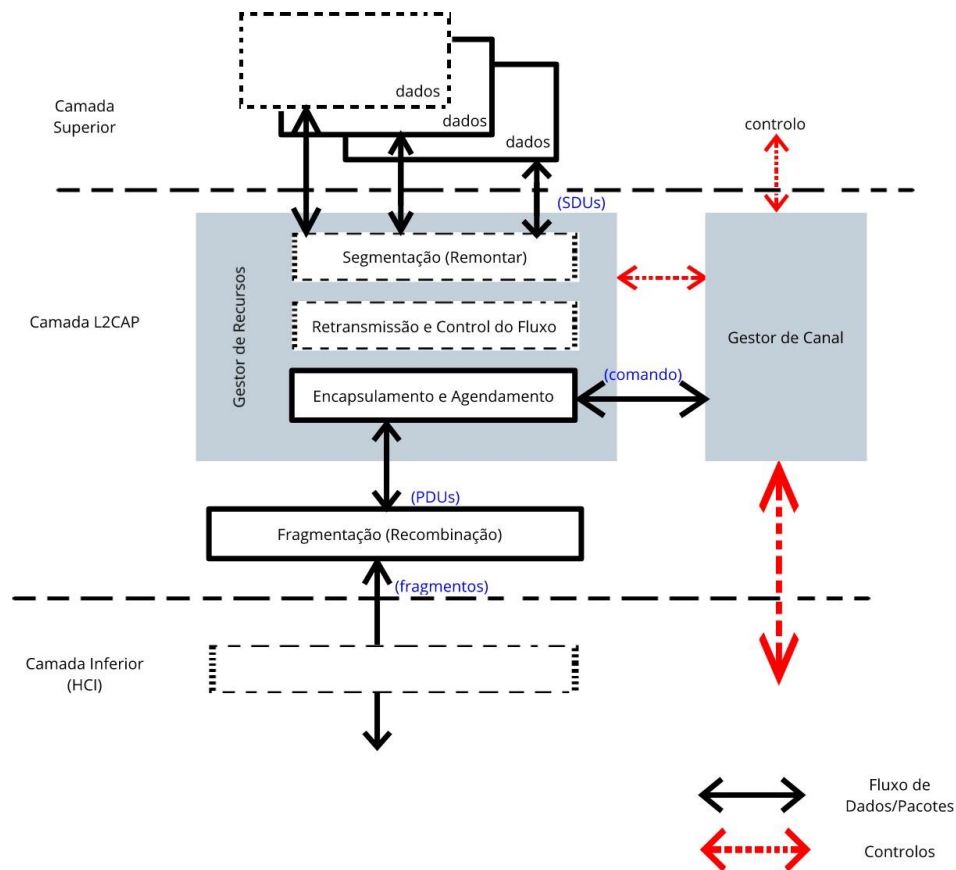 dados
dados
dados
Camada
Superior
controlo
(SDUs)
Segmentação (Remontar)
Camada L2CAP
Gestor de Recursos
Retransmissão e Control do Fluxo
Gestor de Canal
(comando)
Encapsulamento e Agendamento
(PDUs)
Fragmentação (Recombinação)
(fragmentos)
Camada Inferior
(HCI)
Fluxo de
Dados/Pacotes
Controlos